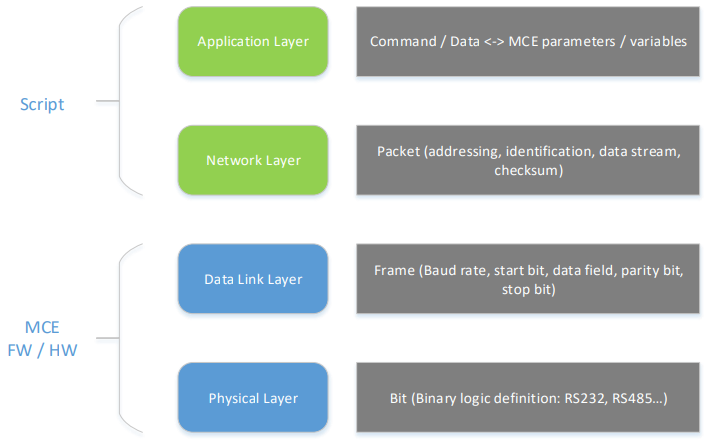 Script
Application Layer
Command / Data <-> MCE parameters / variables
Network Layer
Packet (addressing, identification, data stream,
checksum)
MCE
FW / HW
Data Link Layer
Frame (Baud rate, start bit, data field, parity bit,
stop bit)
Physical Layer
Bit (Binary logic definition: RS232, RS485…)